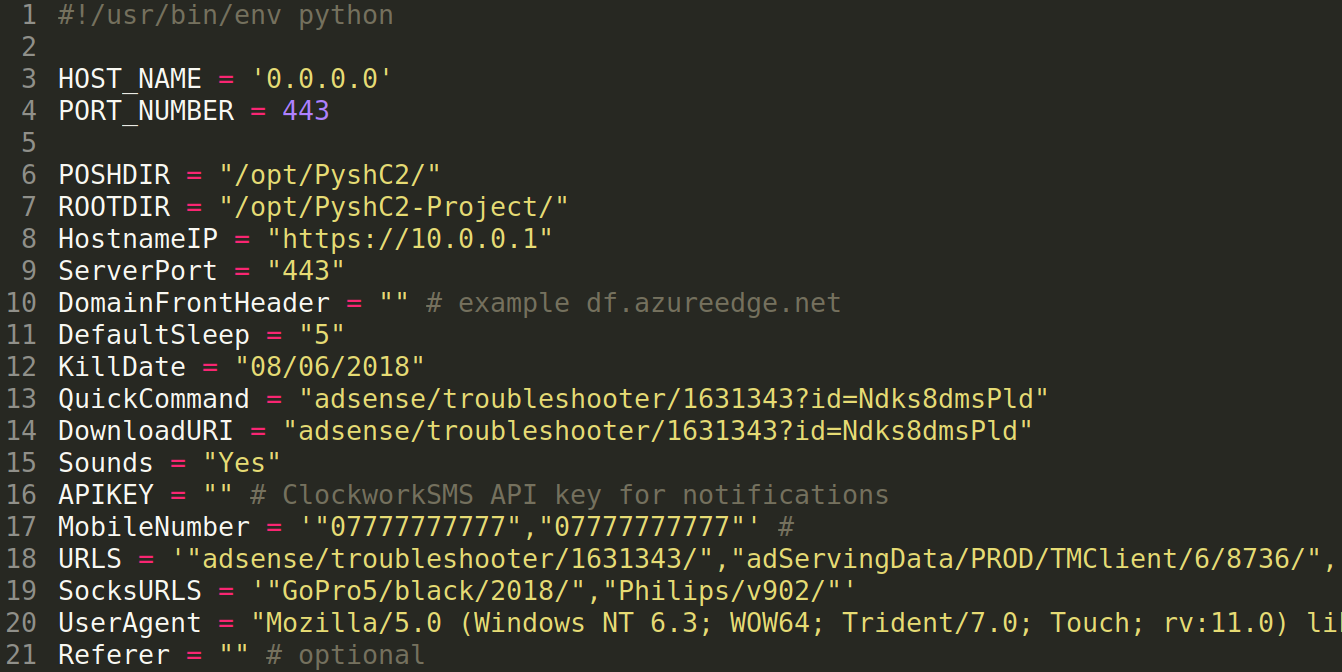 1 #!/usr/bin/env python
2
3 HOST_NAME = '0.0.0.0'
4 PORT_NUMBER = 443
5
6 POSHDIR = "/opt/PyshC2/"
7 ROOTDIR = "/opt/PyshC2-Project/"
8 HostnameIP = "https://10.0.0.1"
9 ServerPort = "443"
10 DomainFrontHeader = "" # example df.azureedge.net
11 DefaultSleep = "5"
12 KillDate = "08/06/2018"
13 QuickCommand = "adsense/troubleshooter/1631343?id=Ndks8dmsPld"
14 DownloadURI = "adsense/troubleshooter/1631343?id=Ndks8dmsPld"
15 Sounds = "Yes"
16 APIKEY = "" # ClockworkSMS API key for notifications
17 MobileNumber = '"07777777777","07777777777"' #
18 URLS = '"adsense/troubleshooter/1631343/","adServingData/PROD/TMClient/6/8736/",
19 SocksURLS = '"GoPro5/black/2018/","Philips/v902/"'
20 UserAgent = "Mozilla/5.0 (Windows NT 6.3; WOW64; Trident/7.0; Touch; rv:11.0)
21 Referer = "" # optional